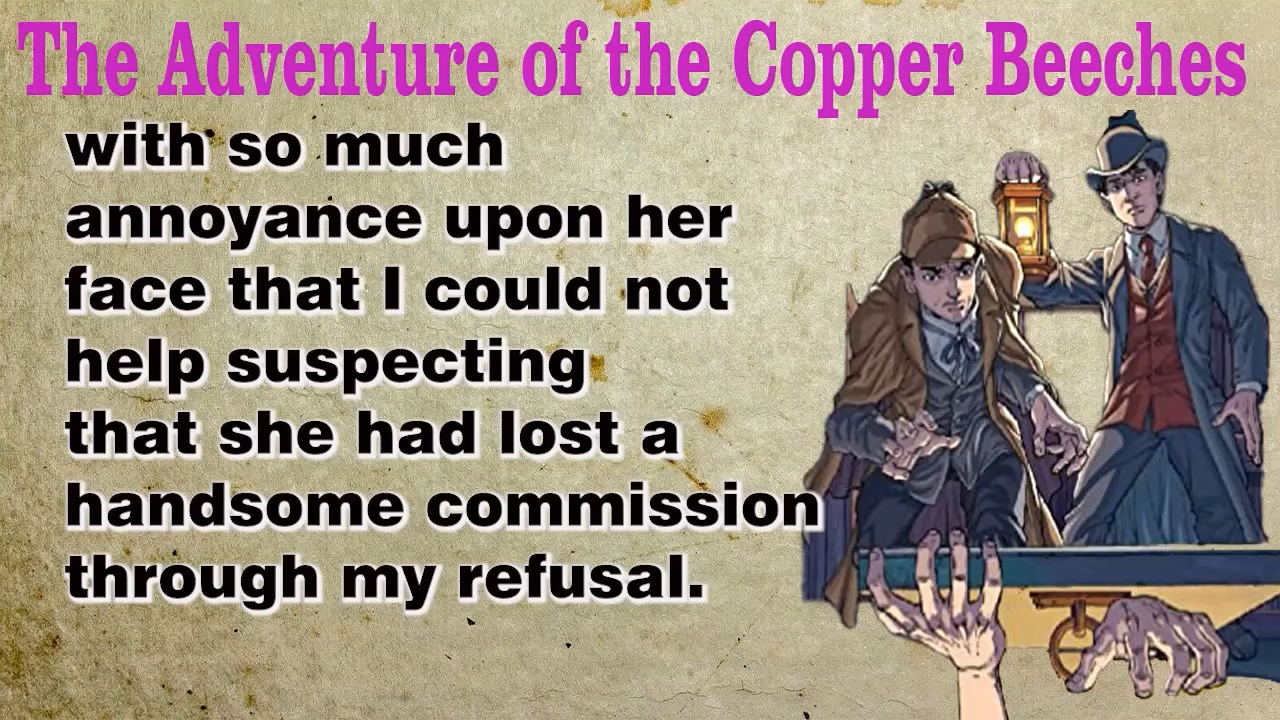 The Adventure of the Copper Beeches
with so much
annoyance upon her
face that I could not
help suspecting
that she had lost a
handsome commission
through my refusal.